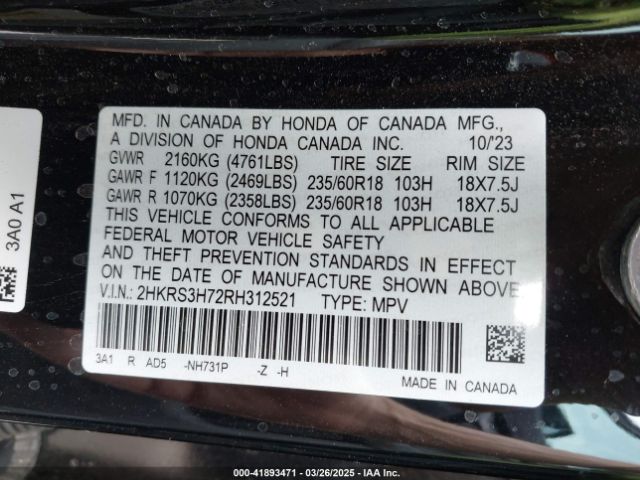 MFD. IN CANADA BY HONDA OF CANADA MFG.,
A DIVISION OF HONDA CANADA INC. 10/'23
GVWR 2160KG (4761LBS) TIRE SIZE RIM SIZE
GAWR F 1120KG (2469LBS) 235/60R18 103H 18X7.5J
GAWR R 1070KG (2358LBS) 235/60R18 103H 18X7.5J
THIS VEHICLE CONFORMS TO ALL APPLICABLE
FEDERAL MOTOR VEHICLE SAFETY
AND THEFT PREVENTION STANDARDS IN EFFECT
ON THE DATE OF MANUFACTURE SHOWN ABOVE.
V.I.N.: 2HKRS3H72RH312521 TYPE: MPV
3A1 R AD5 -NH731P -Z -H
MADE IN CANADA
3A0 A1
000-41893471 | 03/26/2025 | IAA Inc.